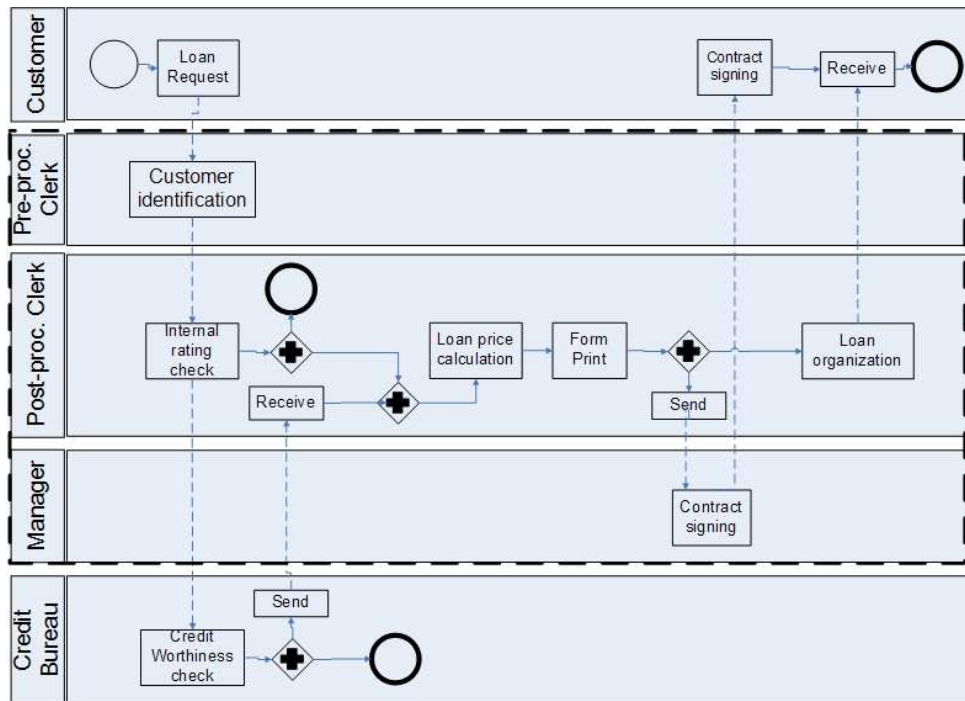 Customer
Loan
Request
Contract
signing
Receive
Pre-proc.
Clerk
Customer
identification
Post-proc. Clerk
Internal
rating
check
Receive
Loan price
calculation
Form
Print
Send
Loan
organization
Manager
Contract
signing
Credit
Bureau
Send
Credit
Worthiness
check